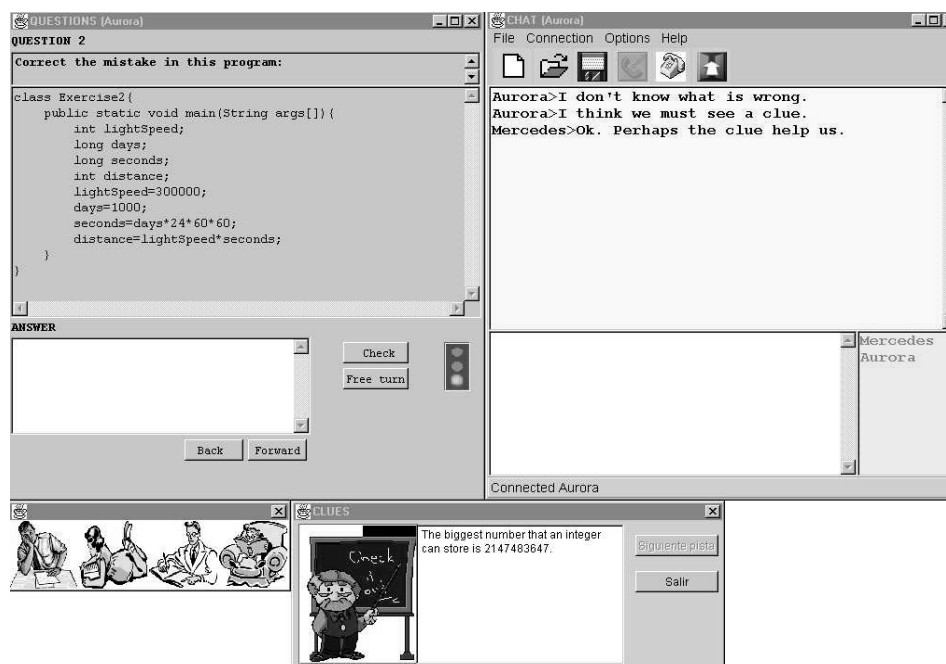 QUESTIONS (Aurora)
QUESTION 2
Correct the mistake in this program:
class Exercise2{
    public static void main(String args[]){
        int lightSpeed;
        long days;
        long seconds;
        int distance;
        lightSpeed=300000;
        days=1000;
        seconds=days*24*60*60;
        distance=lightSpeed*seconds;
    }
}
ANSWER
Check
Free turn
Back Forward
CHAT (Aurora)
File Connection Options Help
Aurora>I don't know what is wrong.
Aurora>I think we must see a clue.
Mercedes>Ok. Perhaps the clue help us.
Mercedes
Aurora
Connected Aurora
CLUES
Check
it
out
The biggest number that an integer
can store is 2147483647.
Siguiente pista
Salir